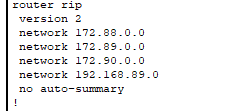 router rip
version 2
network 172.88.0.0
network 172.89.0.0
network 172.90.0.0
network 192.168.89.0
no auto-summary
!